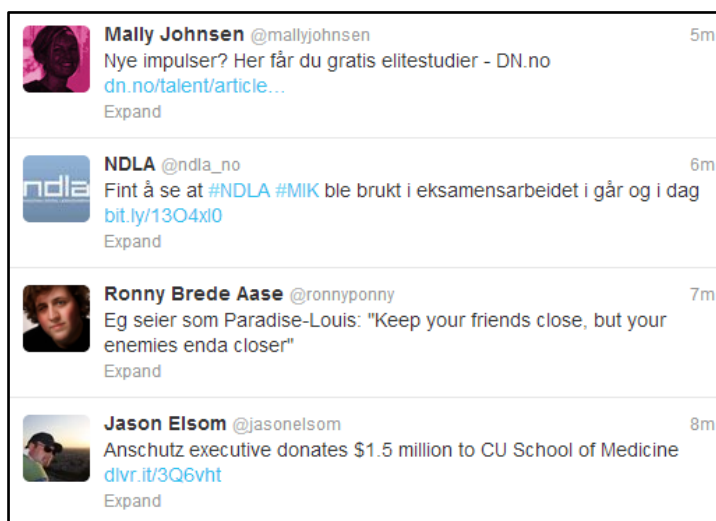 Mally Johnsen @mallyjohnsen 5m
Nye impulser? Her får du gratis elitestudier - DN.no
dn.no/talent/article…
Expand
ndla
NDLA @ndla_no 6m
Fint å se at #NDLA #MIK ble brukt i eksamensarbeidet i går og i dag
bit.ly/13O4xl0
Expand
Ronny Brede Aase @ronnyponny 7m
Eg seier som Paradise-Louis: "Keep your friends close, but your
enemies enda closer"
Expand
Jason Elsom @jasonelsom 8m
Anschutz executive donates $1.5 million to CU School of Medicine
dlvr.it/3Q6vht
Expand